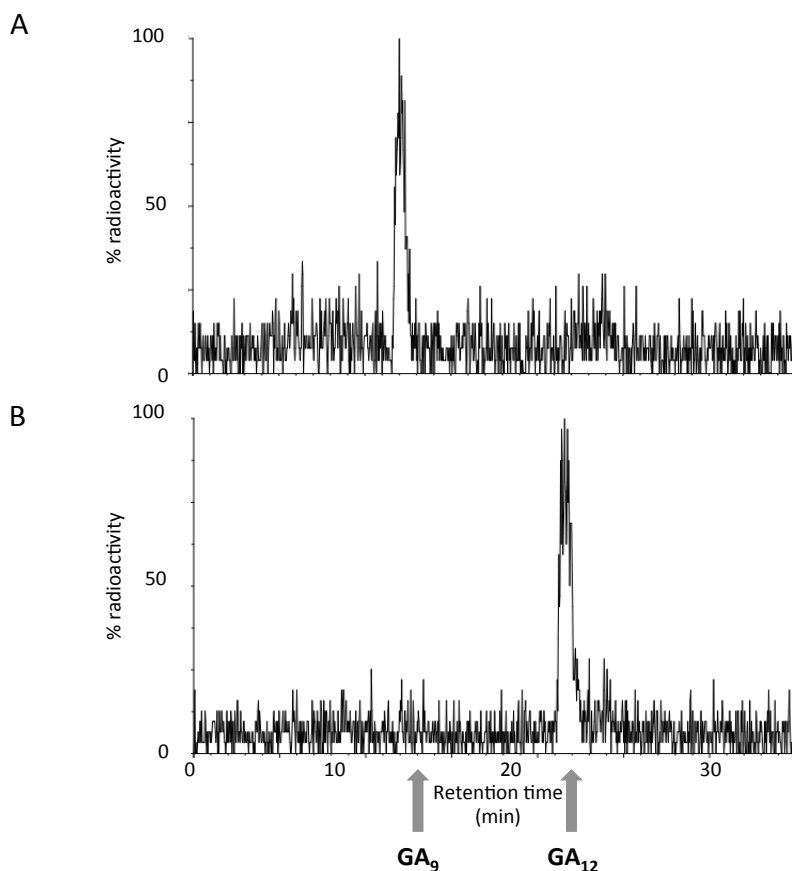 A
100
% radioactivity
50
0
B
100
% radioactivity
50
0
0 10 20 30
Retention time
(min)
GA₉ GA₁₂